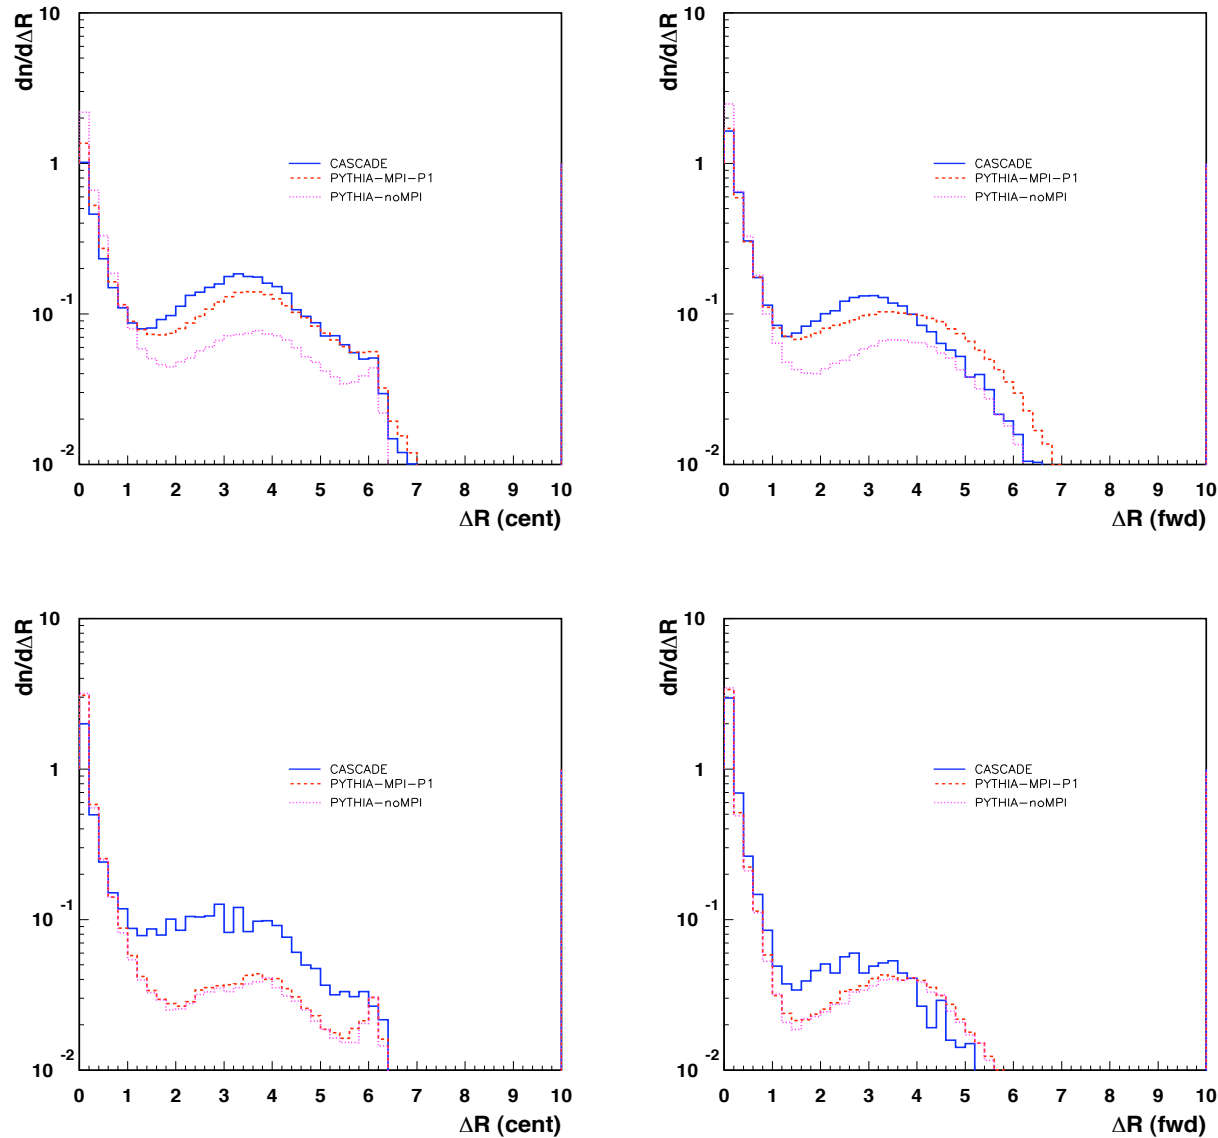 dn/dΔR
10
1
10 -1
10 -2
CASCADE
PYTHIA-MPI-P1
PYTHIA-noMPI
0 1 2 3 4 5 6 7 8 9 10
ΔR (cent)
dn/dΔR
10
1
10 -1
10 -2
CASCADE
PYTHIA-MPI-P1
PYTHIA-noMPI
0 1 2 3 4 5 6 7 8 9 10
ΔR (fwd)
dn/dΔR
10
1
10 -1
10 -2
CASCADE
PYTHIA-MPI-P1
PYTHIA-noMPI
0 1 2 3 4 5 6 7 8 9 10
ΔR (cent)
dn/dΔR
10
1
10 -1
10 -2
CASCADE
PYTHIA-MPI-P1
PYTHIA-noMPI
0 1 2 3 4 5 6 7 8 9 10
ΔR (fwd)